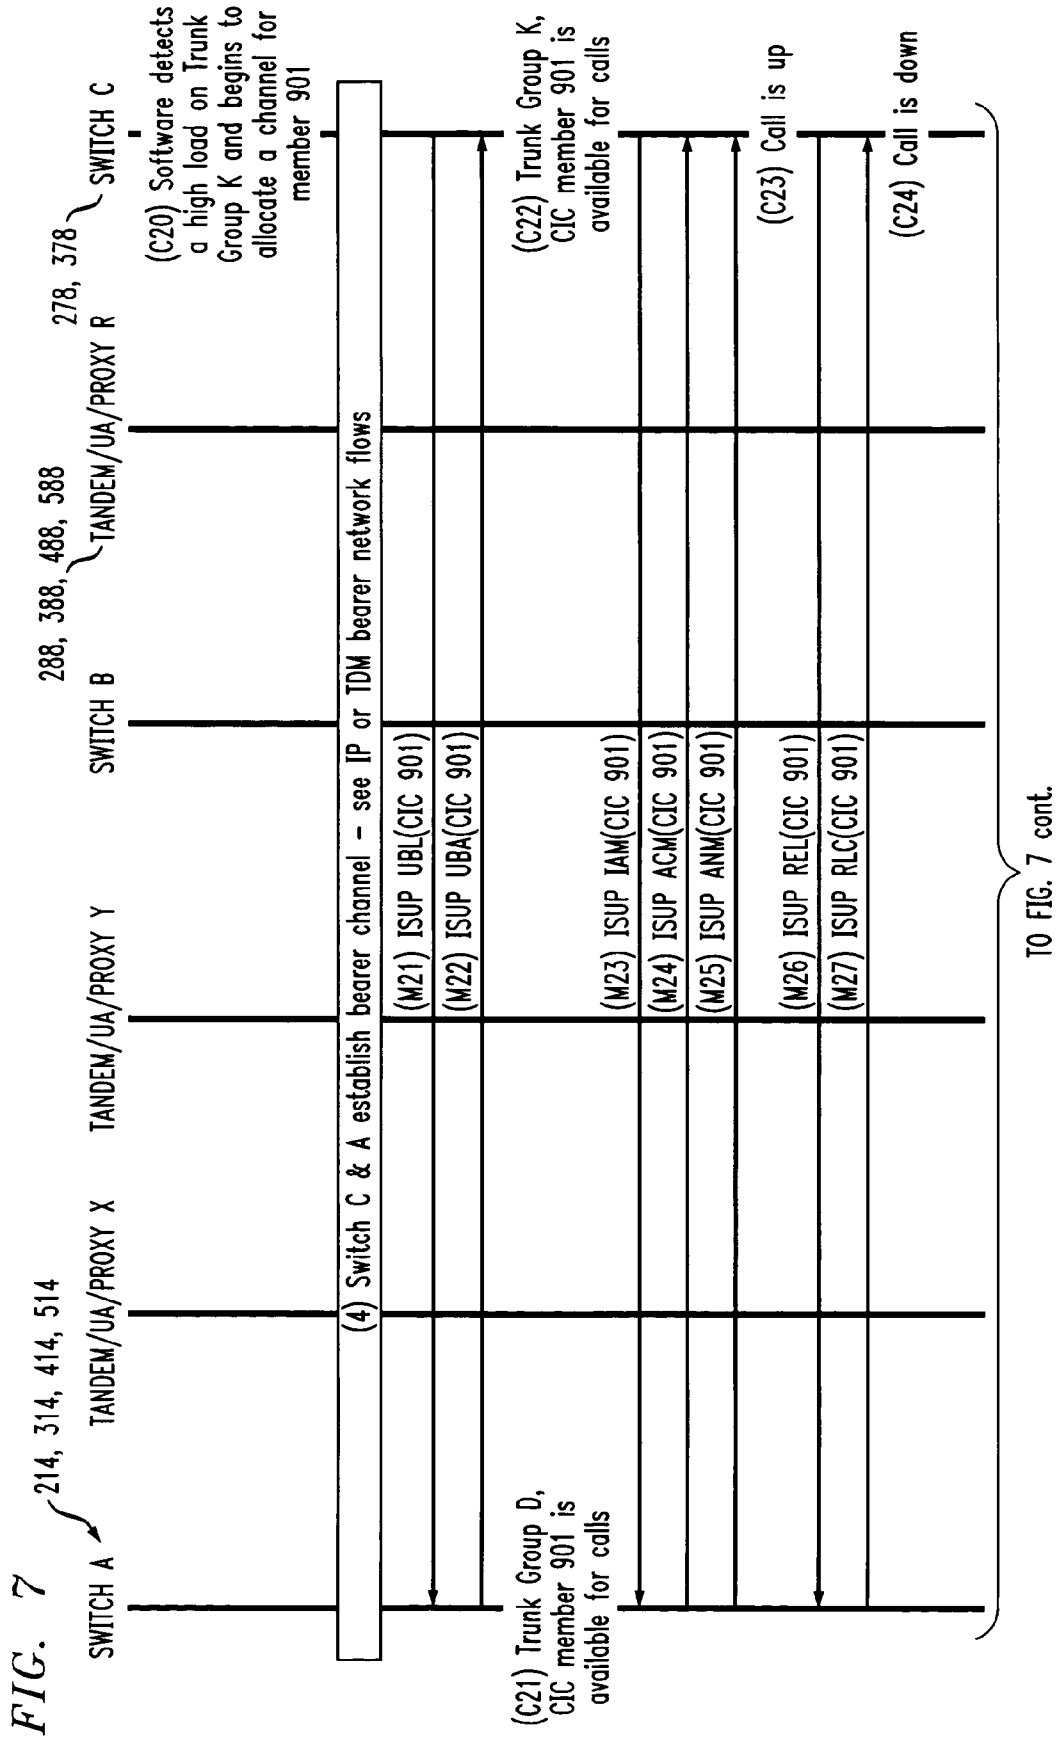 FIG. 7
214, 314, 414, 514
288, 388, 488, 588
278, 378
SWITCH A
TANDEM/UA/PROXY X
TANDEM/UA/PROXY Y
SWITCH B
TANDEM/UA/PROXY R
SWITCH C
(C20) Software detects
a high load on Trunk
Group K and begins to
allocate a channel for
member 901
(4) Switch C & A establish bearer channel – see IP or TDM bearer network flows
(M21) ISUP UBL(CIC 901)
(M22) ISUP UBA(CIC 901)
(C21) Trunk Group D,
CIC member 901 is
available for calls
(C22) Trunk Group K,
CIC member 901 is
available for calls
(M23) ISUP IAM(CIC 901)
(M24) ISUP ACM(CIC 901)
(M25) ISUP ANM(CIC 901)
(C23) Call is up
(M26) ISUP REL(CIC 901)
(M27) ISUP RLC(CIC 901)
(C24) Call is down
TO FIG. 7 cont.